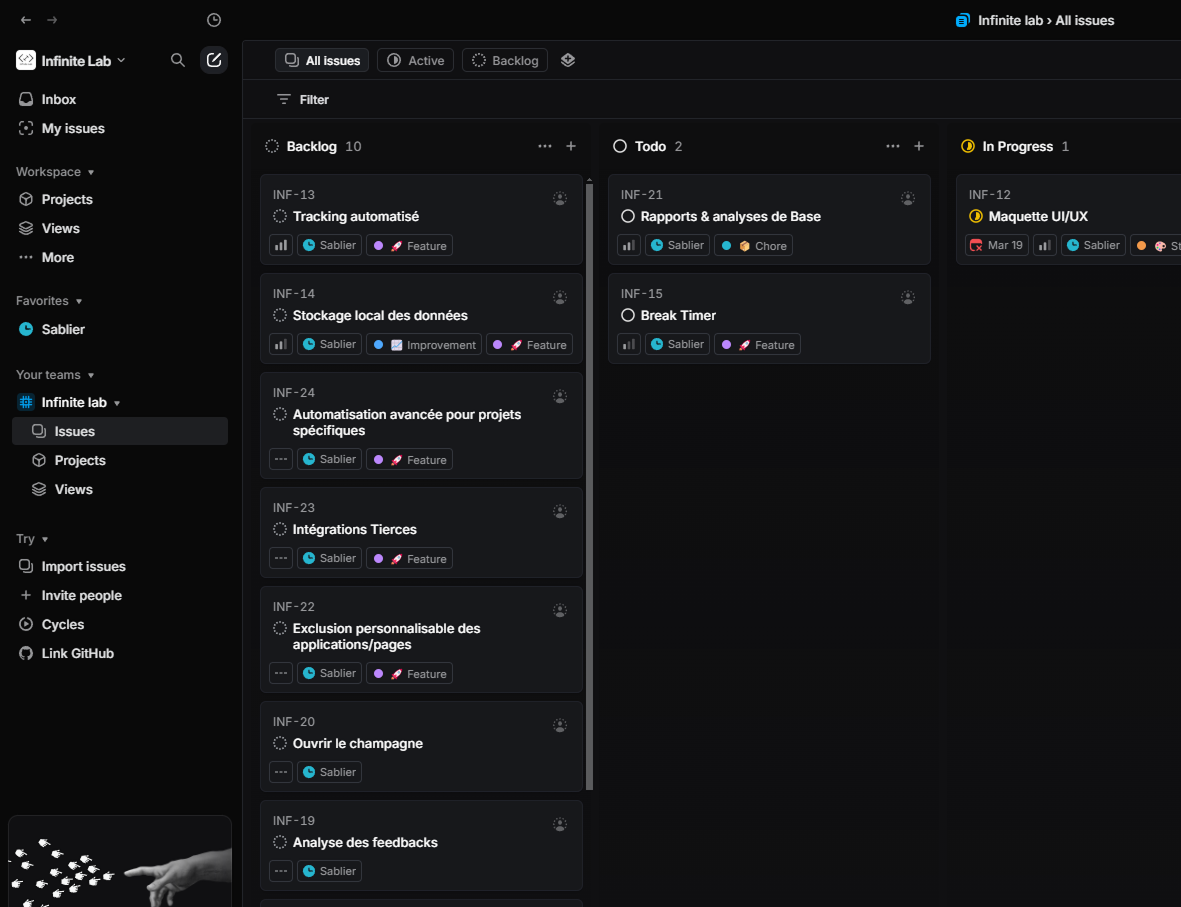 Infinite lab › All issues
Infinite Lab
All issues
Active
Backlog
Inbox
My issues
Filter
Workspace
Projects
Views
More
Favorites
Sablier
Your teams
Infinite lab
Issues
Projects
Views
Try
Import issues
Invite people
Cycles
Link GitHub
Backlog 10
INF-13
Tracking automatisé
Sablier
Feature
INF-14
Stockage local des données
Sablier
Improvement
Feature
INF-24
Automatisation avancée pour projets
spécifiques
Sablier
Feature
INF-23
Intégrations Tierces
Sablier
Feature
INF-22
Exclusion personnalisable des
applications/pages
Sablier
Feature
INF-20
Ouvrir le champagne
Sablier
INF-19
Analyse des feedbacks
Sablier
Todo 2
INF-21
Rapports & analyses de Base
Sablier
Chore
INF-15
Break Timer
Sablier
Feature
In Progress 1
INF-12
Maquette UI/UX
Mar 19
Sablier